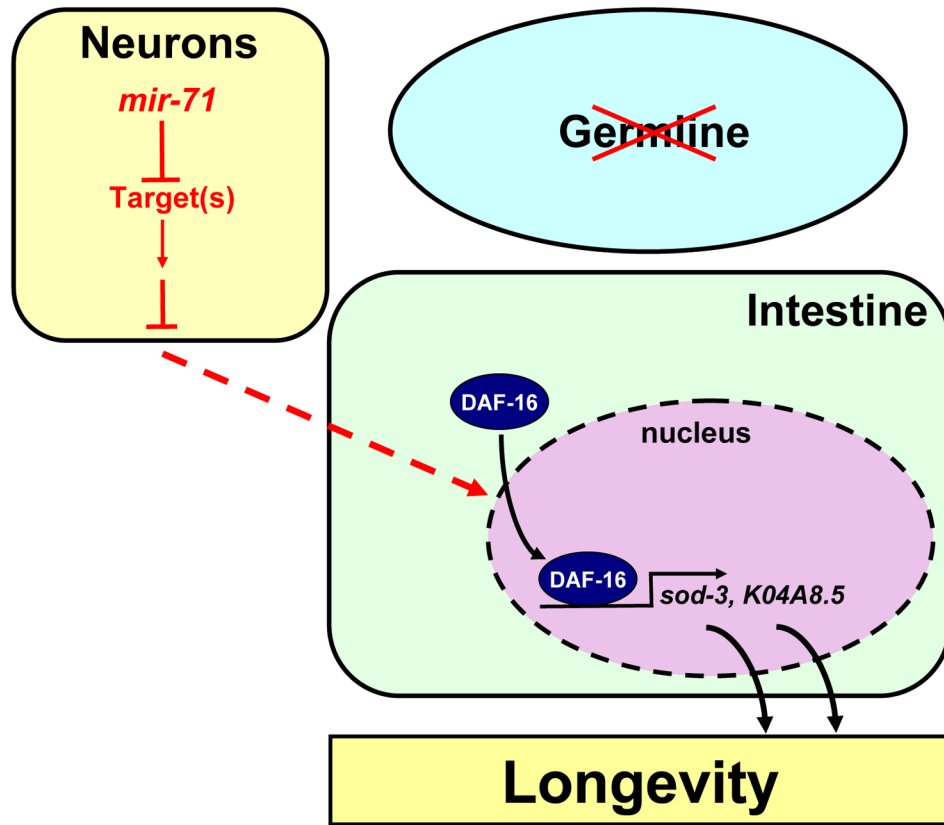 Neurons
mir-71
Target(s)
Germline
Intestine
DAF-16
nucleus
DAF-16
sod-3, K04A8.5
Longevity